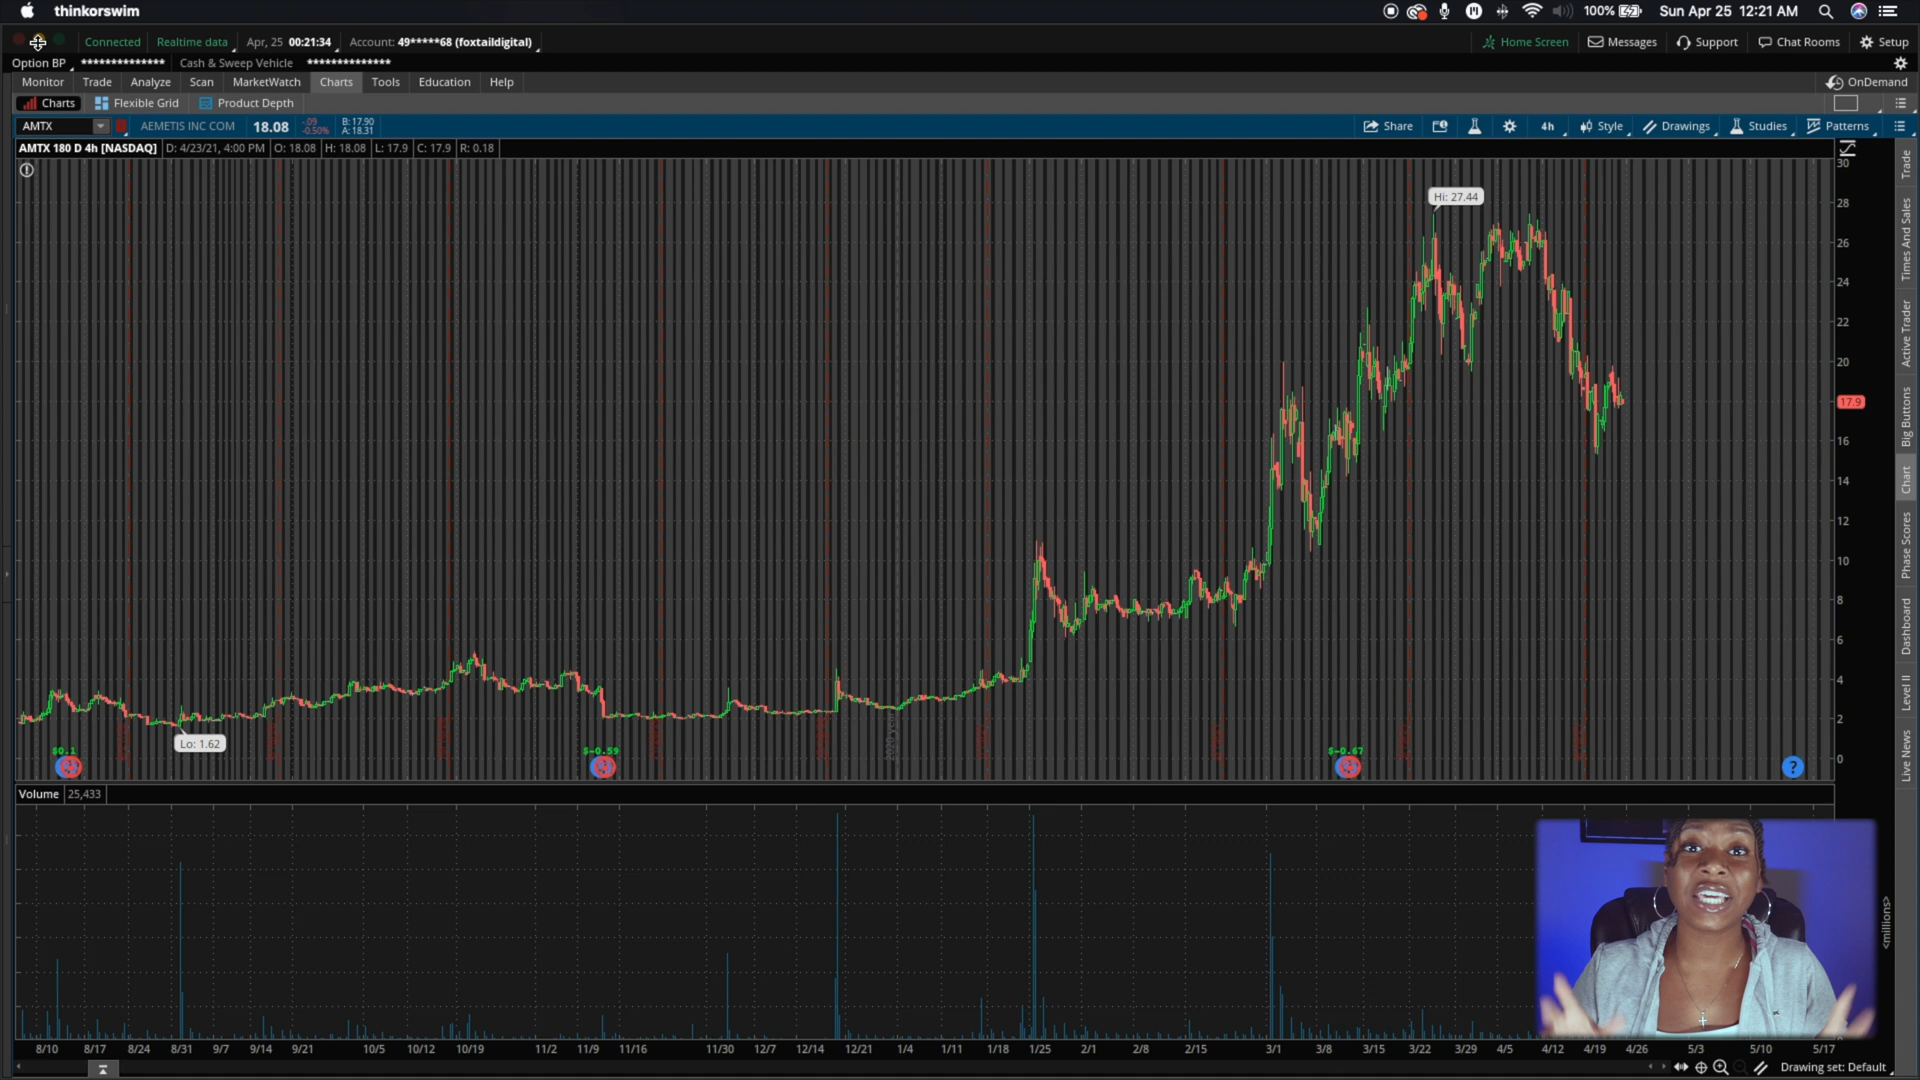 thinkorswim
100%
Sun Apr 25 12:21 AM
Connected
Realtime data
Apr, 25 00:21:34
Account: 49*****68 (foxtaildigital)
Home Screen
Messages
Support
Chat Rooms
Setup
Option BP
**************
Cash & Sweep Vehicle
**************
Monitor
Trade
Analyze
Scan
MarketWatch
Charts
Tools
Education
Help
OnDemand
Charts
Flexible Grid
Product Depth
AMTX
AEMETIS INC COM
18.08
-.09
-0.50%
B: 17.90
A: 18.31
Share
4h
Style
Drawings
Studies
Patterns
AMTX 180 D 4h [NASDAQ]
D: 4/23/21, 4:00 PM
O: 18.08
H: 18.08
L: 17.9
C: 17.9
R: 0.18
Hi: 27.44
Lo: 1.62
30
28
26
24
22
20
17.9
16
14
12
10
8
6
4
2
0
$0.1
$-0.59
$-0.67
?
Trade
Times And Sales
Active Trader
Big Buttons
Chart
Phase Scores
Dashboard
Level II
Live News
Volume
25,433
<millions>
8/10
8/17
8/24
8/31
9/7
9/14
9/21
10/5
10/12
10/19
11/2
11/9
11/16
11/30
12/7
12/14
12/21
1/4
1/11
1/18
1/25
2/1
2/8
2/15
3/1
3/8
3/15
3/22
3/29
4/5
4/12
4/19
4/26
5/3
5/10
5/17
Drawing set: Default